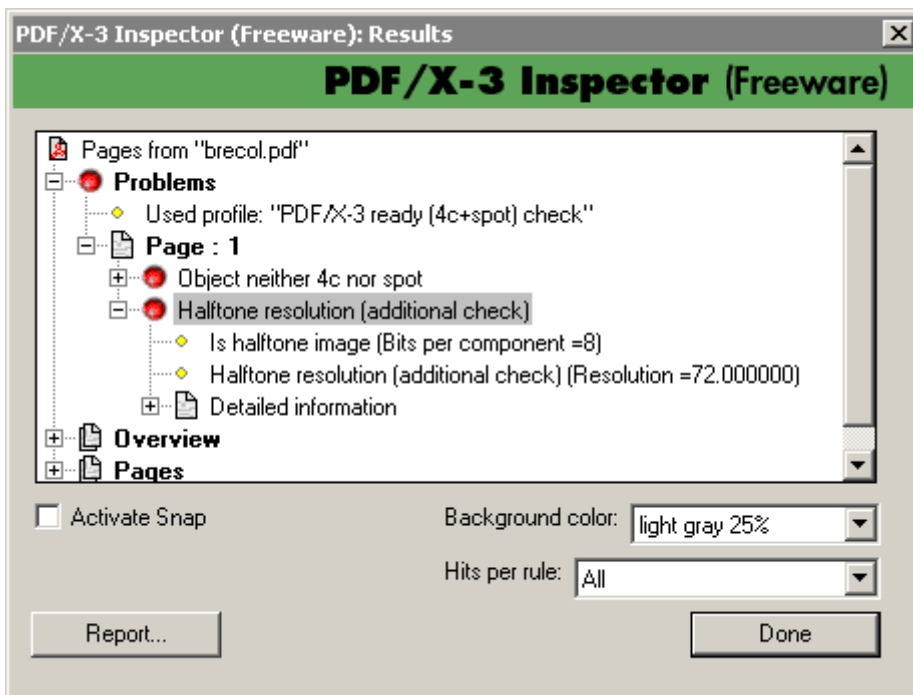 PDF/X-3 Inspector (Freeware): Results
PDF/X-3 Inspector (Freeware)
Pages from "brecol.pdf"
Problems
Used profile: "PDF/X-3 ready (4c+spot) check"
Page : 1
Object neither 4c nor spot
Halftone resolution (additional check)
Is halftone image (Bits per component =8)
Halftone resolution (additional check) (Resolution =72.000000)
Detailed information
Overview
Pages
Activate Snap
Background color: light gray 25%
Hits per rule: All
Report...
Done